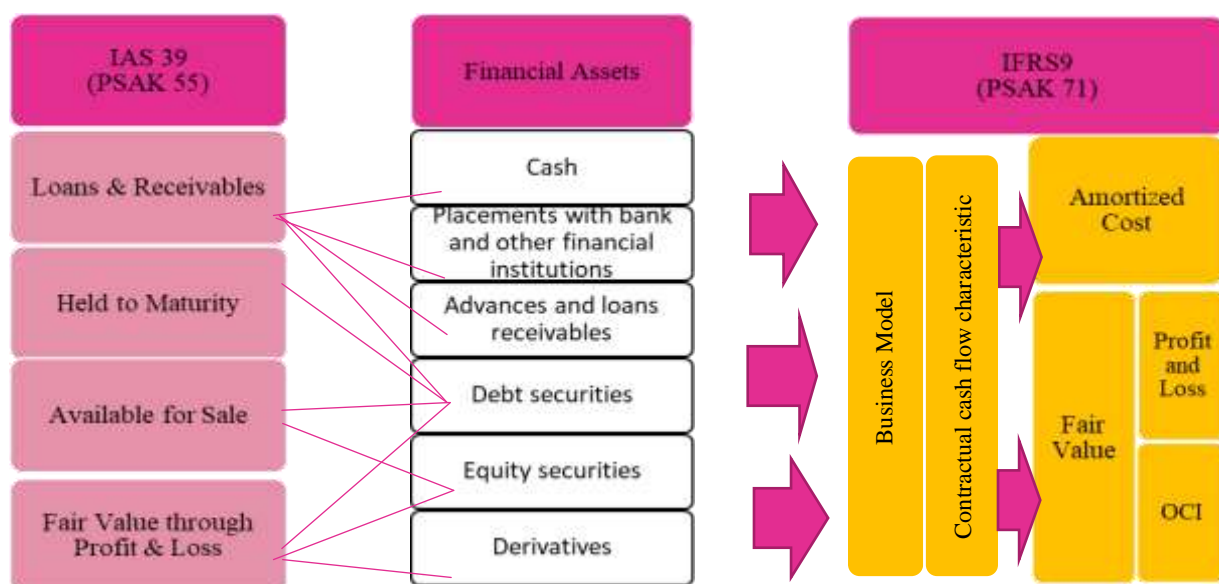 IAS 39
(PSAK 55)
Loans & Receivables
Held to Maturity
Available for Sale
Fair Value through
Profit & Loss
Financial Assets
Cash
Placements with bank
and other financial
institutions
Advances and loans
receivables
Debt securities
Equity securities
Derivatives
IFRS9
(PSAK 71)
Business Model
Contractual cash flow characteristic
Amortized
Cost
Fair
Value
Profit
and
Loss
OCI